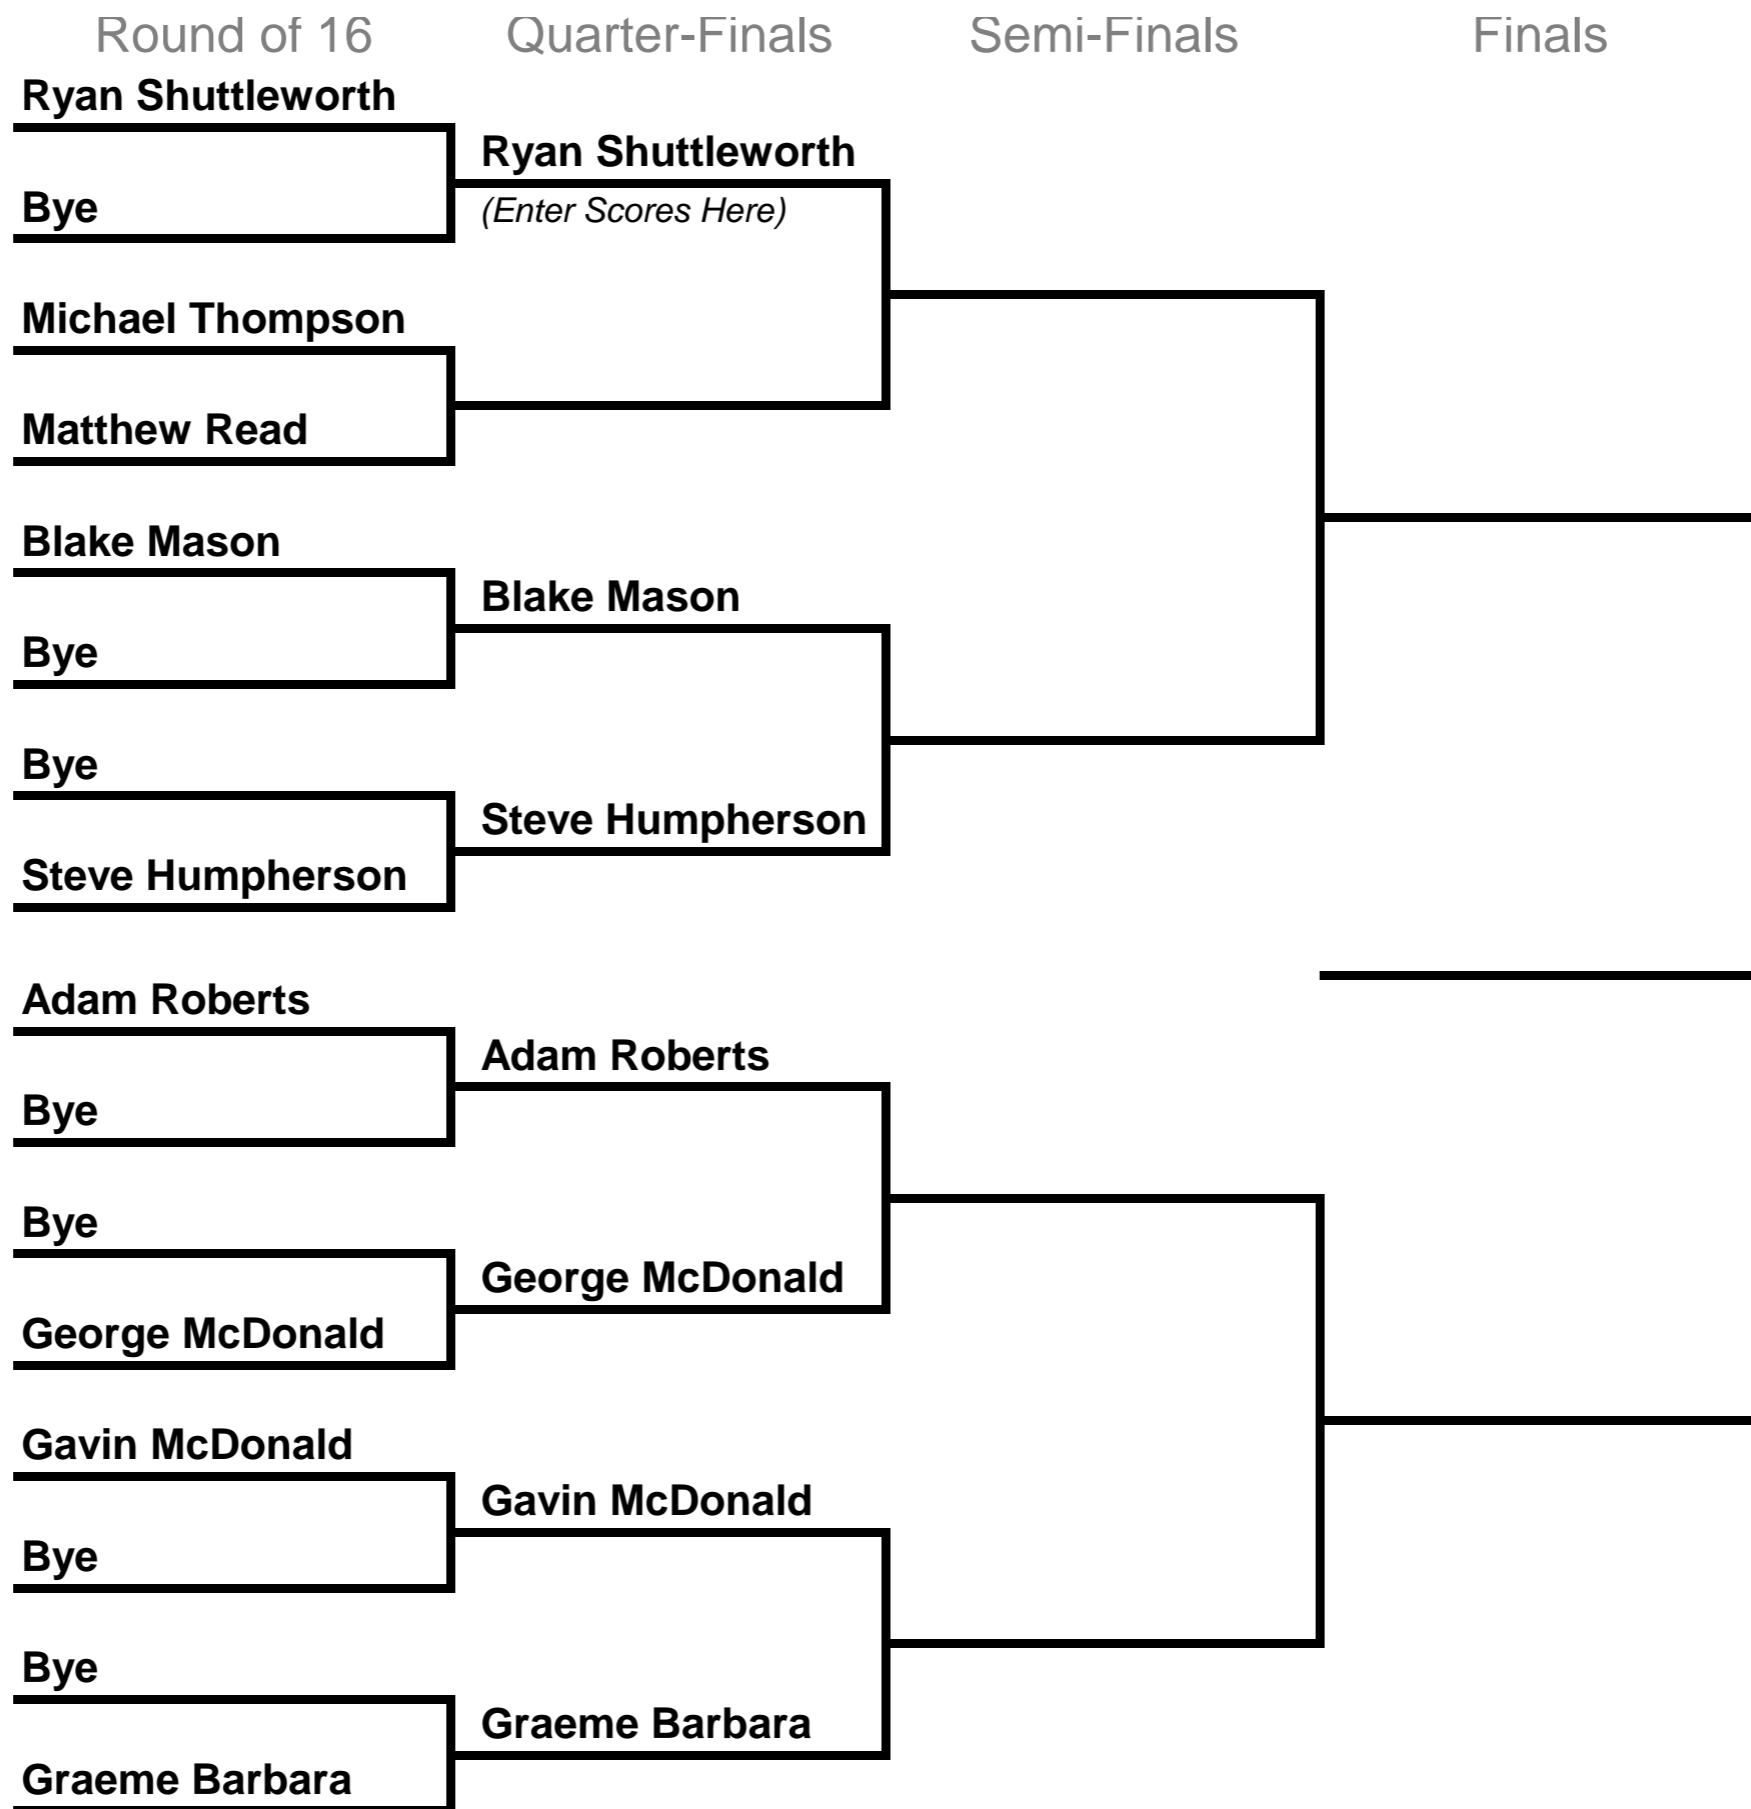 Round of 16 Quarter-Finals Semi-Finals Finals
Ryan Shuttleworth
Ryan Shuttleworth
Bye
(Enter Scores Here)
Michael Thompson
Matthew Read
Blake Mason
Blake Mason
Bye
Bye
Steve Humpherson
Steve Humpherson
Adam Roberts
Adam Roberts
Bye
Bye
George McDonald
George McDonald
Gavin McDonald
Gavin McDonald
Bye
Bye
Graeme Barbara
Graeme Barbara